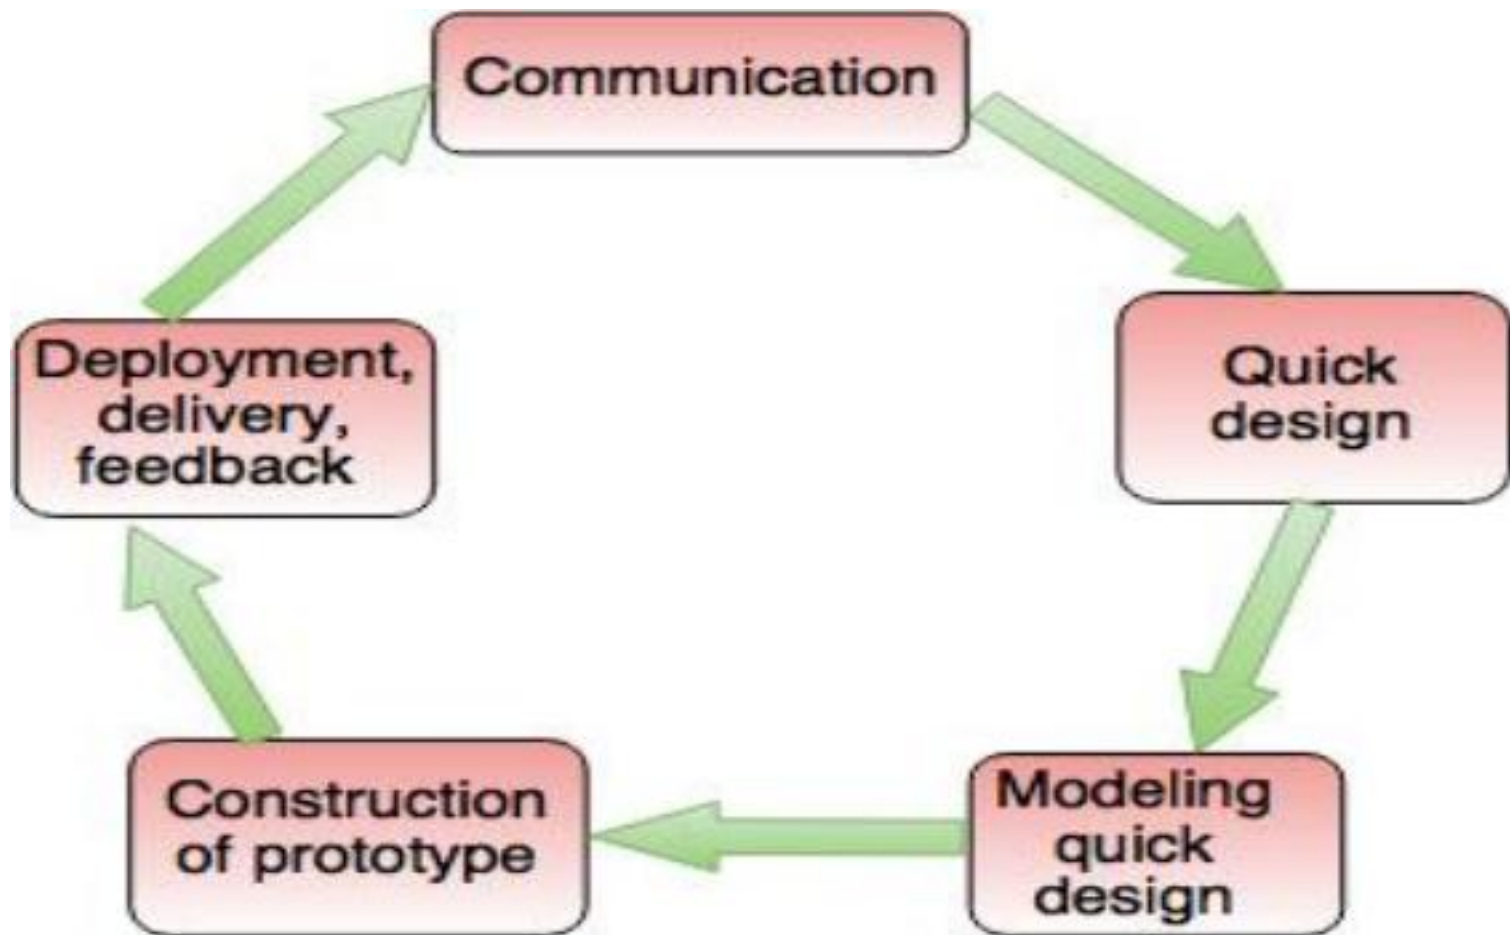 Communication
Quick
design
Modeling
quick
design
Construction
of prototype
Deployment,
delivery,
feedback